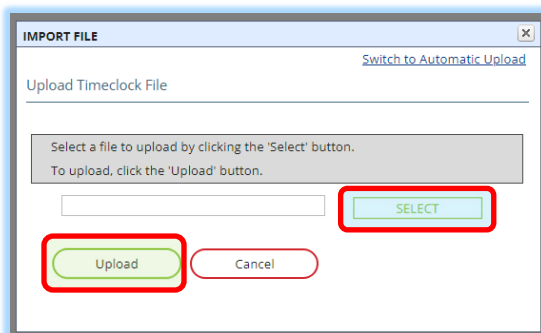 IMPORT FILE
Switch to Automatic Upload
Upload Timeclock File
Select a file to upload by clicking the 'Select' button.
To upload, click the 'Upload' button.
SELECT
Upload Cancel